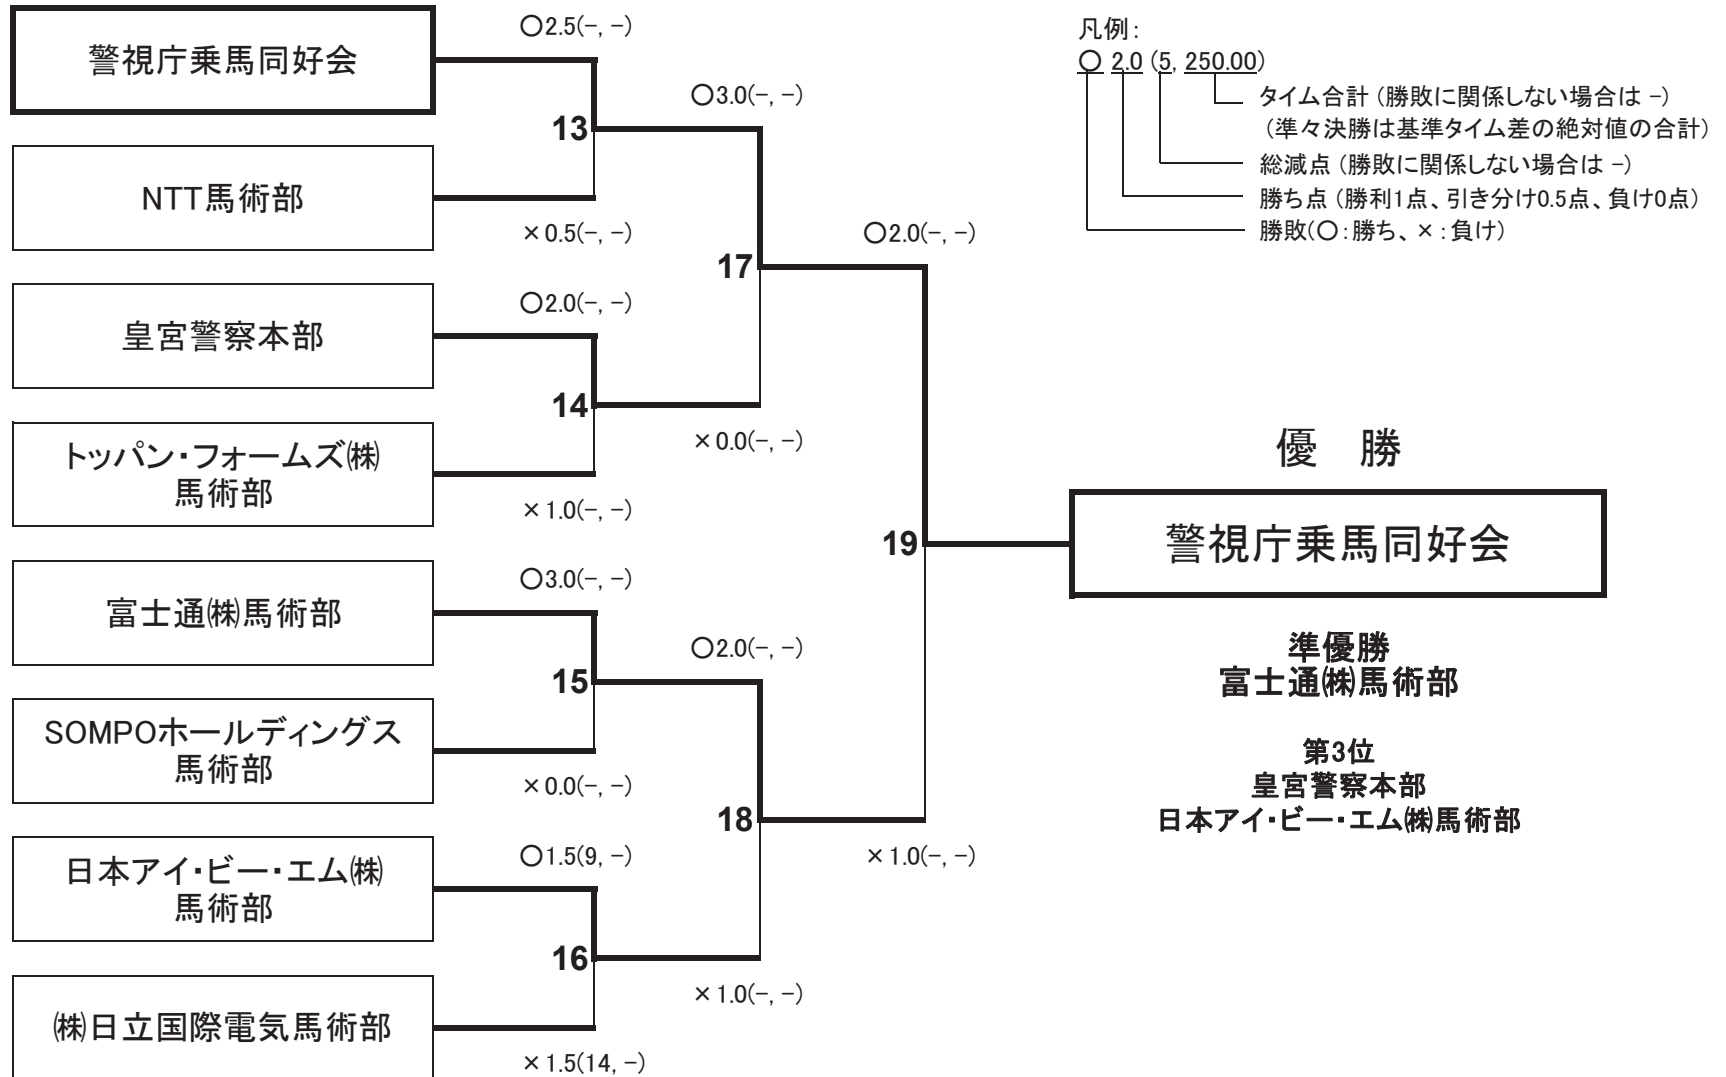 ○2.5(-, -)
警視庁乗馬同好会
○3.0(-, -)
13
NTT馬術部
×0.5(-, -)
○2.0(-, -)
17
○2.0(-, -)
皇宮警察本部
14
トッパン・フォームズ㈱
馬術部
×0.0(-, -)
×1.0(-, -)
19
○3.0(-, -)
富士通㈱馬術部
○2.0(-, -)
15
SOMPOホールディングス
馬術部
×0.0(-, -)
18
○1.5(9, -)
×1.0(-, -)
日本アイ・ビー・エム㈱
馬術部
16
×1.0(-, -)
㈱日立国際電気馬術部
×1.5(14, -)
凡例:
○ 2.0 (5, 250.00)
タイム合計 (勝敗に関係しない場合は -)
(準々決勝は基準タイム差の絶対値の合計)
総減点 (勝敗に関係しない場合は -)
勝ち点 (勝利1点、引き分け0.5点、負け0点)
勝敗(○:勝ち、×:負け)
優 勝
警視庁乗馬同好会
準優勝
富士通㈱馬術部
第3位
皇宮警察本部
日本アイ・ビー・エム㈱馬術部